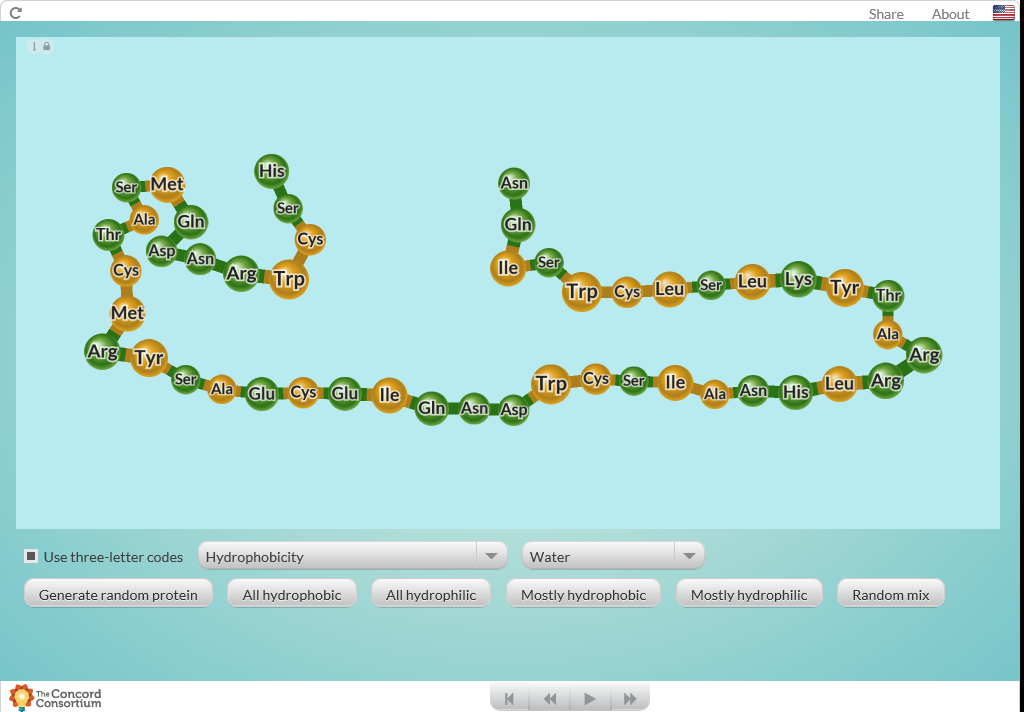 Share About
His
Ser Met
Ser
Ala Gln
Thr
Cys
Asp
Asn
Cys
Arg Trp
Met
Arg Tyr
Ser
Ala Glu Cys Glu Ile
Gln Asn Asp
Asn
Gln
Ile Ser
Trp Cys Leu Ser Leu Lys Tyr Thr
Ala
Arg
Trp Cys Ser Ile Ala Asn His Leu Arg
Use three-letter codes Hydrophobicity Water
Generate random protein All hydrophobic All hydrophilic Mostly hydrophobic Mostly hydrophilic Random mix
The Concord
Consortium